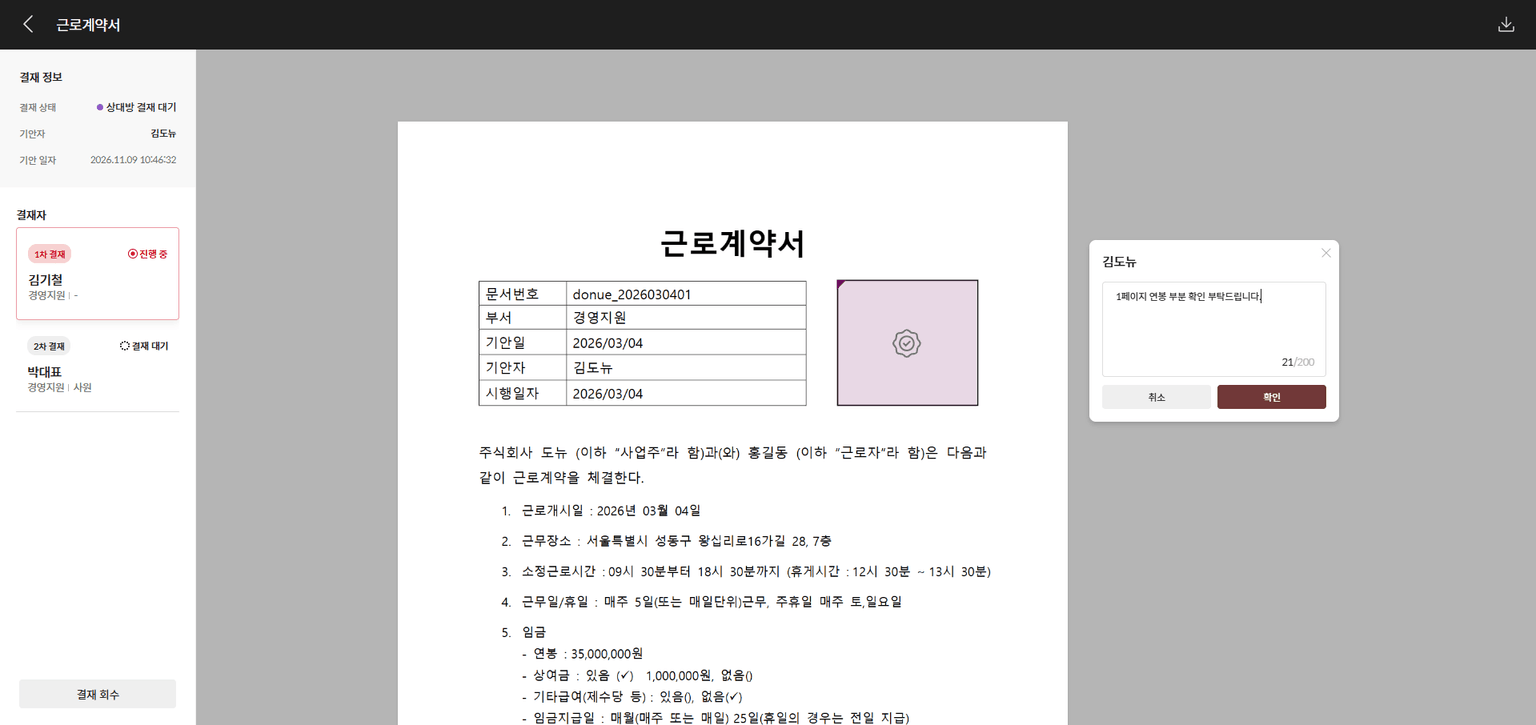 근로계약서
결재 정보
결재 상태 상대방 결재 대기
기안자 김도뉴
기안 일자 2026.11.09 10:46:32
결재자
1차 결재 진행 중
김기철
경영지원 | -
2차 결재 결재 대기
박대표
경영지원 | 사원
결재 회수
근로계약서
문서번호 donue_2026030401
부서 경영지원
기안일 2026/03/04
기안자 김도뉴
시행일자 2026/03/04
주식회사 도뉴 (이하 "사업주"라 함)과(와) 홍길동 (이하 "근로자"라 함)은 다음과
같이 근로계약을 체결한다.
1. 근로개시일 : 2026년 03월 04일
2. 근무장소 : 서울특별시 성동구 왕십리로16가길 28, 7층
3. 소정근로시간 : 09시 30분부터 18시 30분까지 (휴게시간 : 12시 30분 ~ 13시 30분)
4. 근무일/휴일 : 매주 5일(또는 매일단위)근무, 주휴일 매주 토,일요일
5. 임금
- 연봉 : 35,000,000원
- 상여금 : 있음 (✓) 1,000,000원, 없음()
- 기타급여(제수당 등) : 있음(), 없음(✓)
- 임금지급일 : 매월(매주 또는 매일) 25일(휴일의 경우는 전일 지급)
김도뉴
1페이지 연봉 부분 확인 부탁드립니다.
21/200
취소 확인